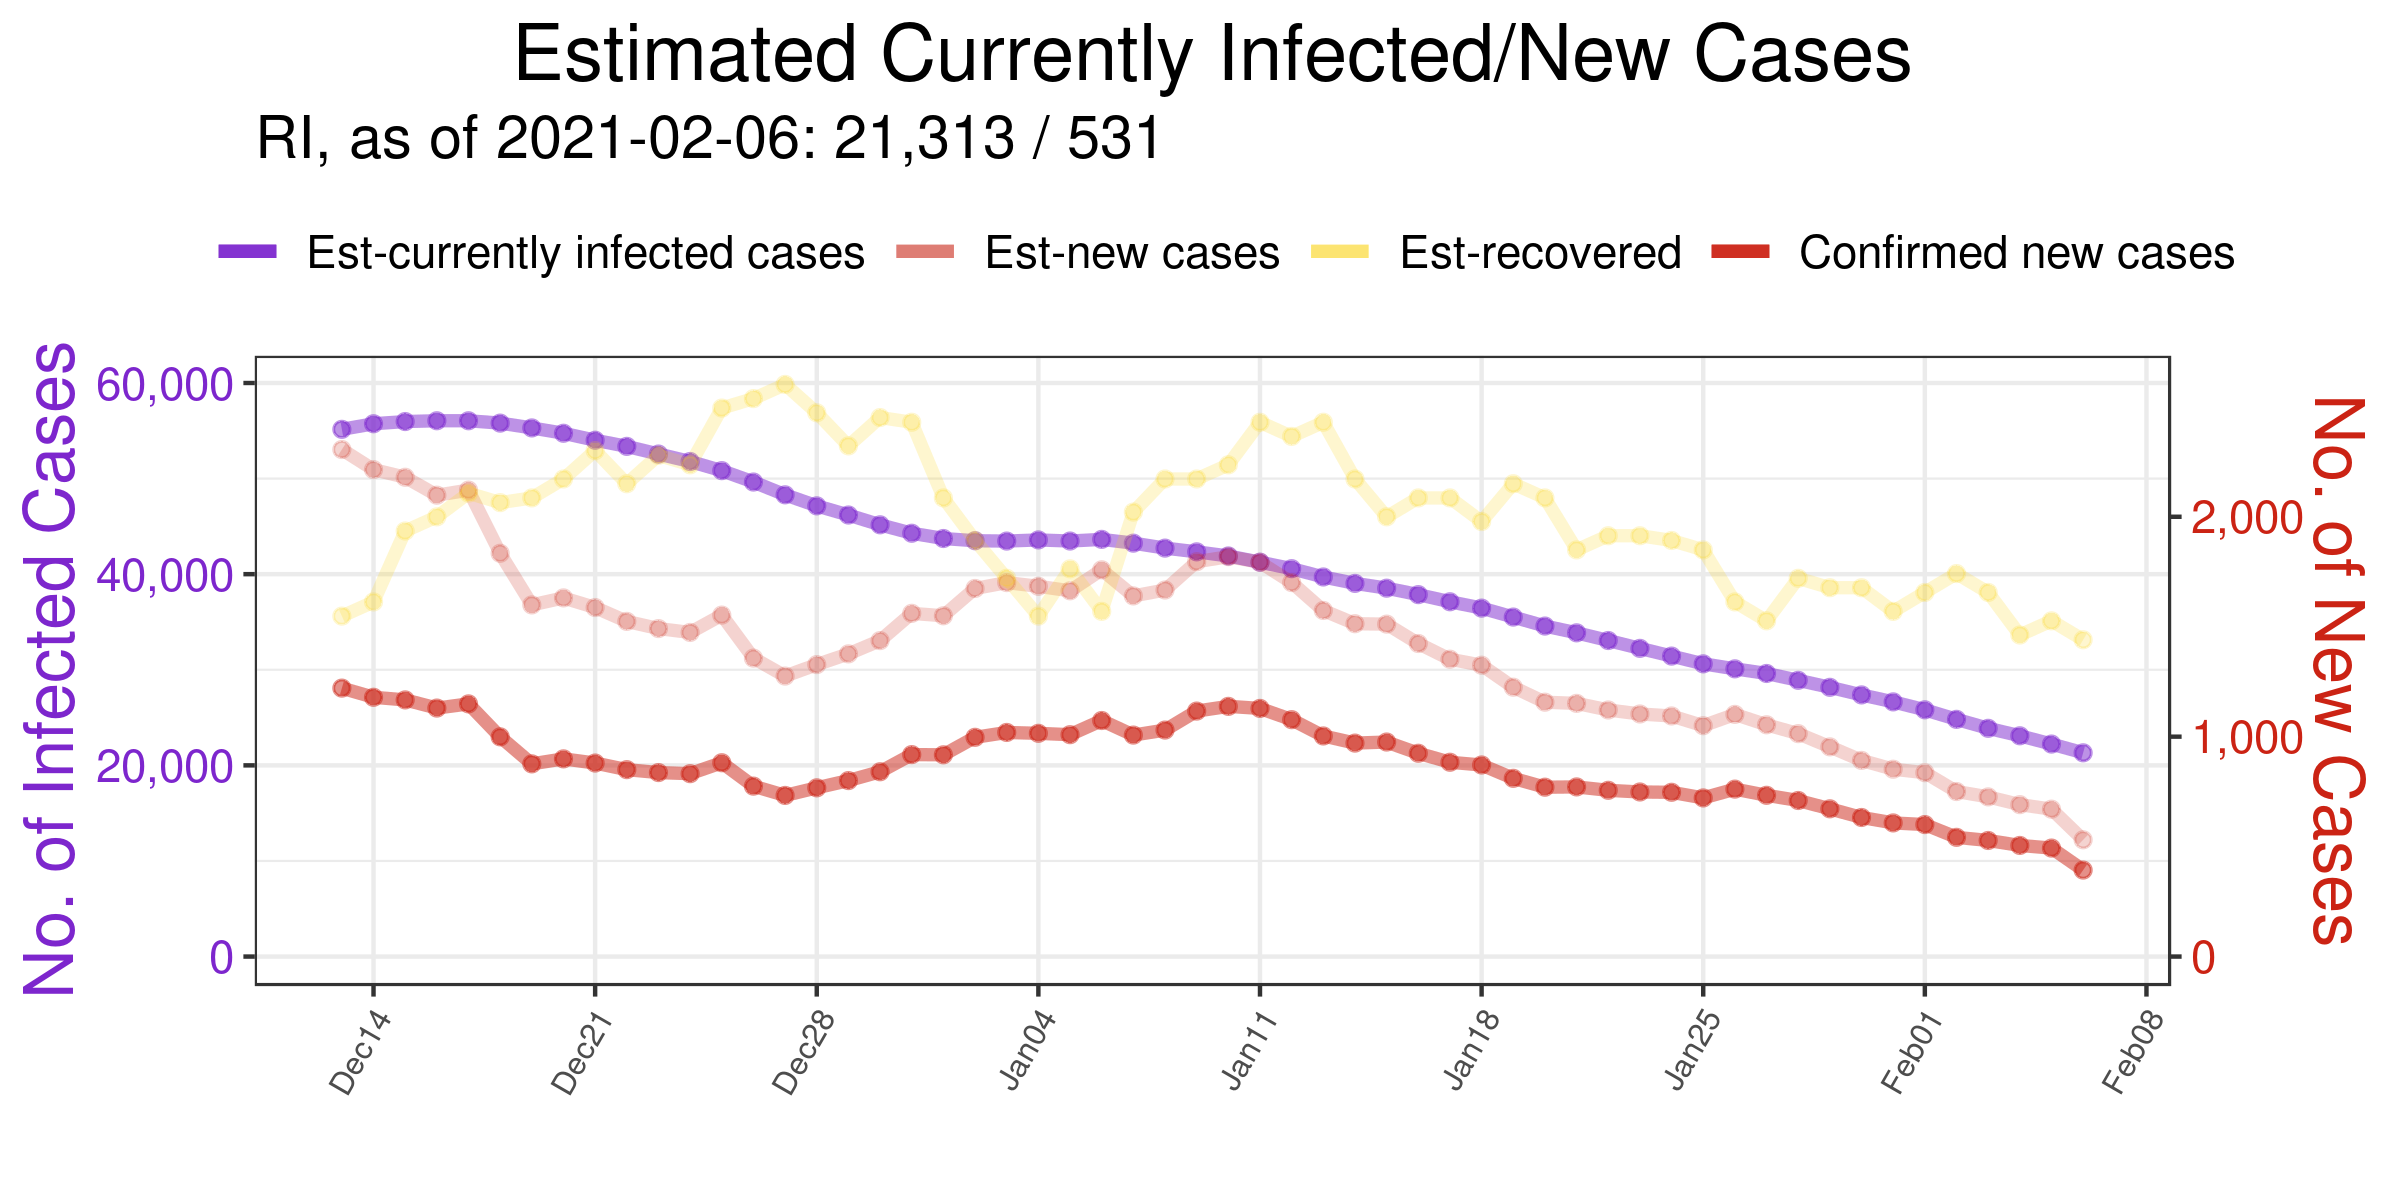 Estimated Currently Infected/New Cases
RI, as of 2021-02-06: 21,313 / 531
Est-currently infected cases Est-new cases Est-recovered Confirmed new cases
No. of Infected Cases
60,000
40,000
20,000
0
No. of New Cases
2,000
1,000
0
Dec14 Dec21 Dec28 Jan04 Jan11 Jan18 Jan25 Feb01 Feb08